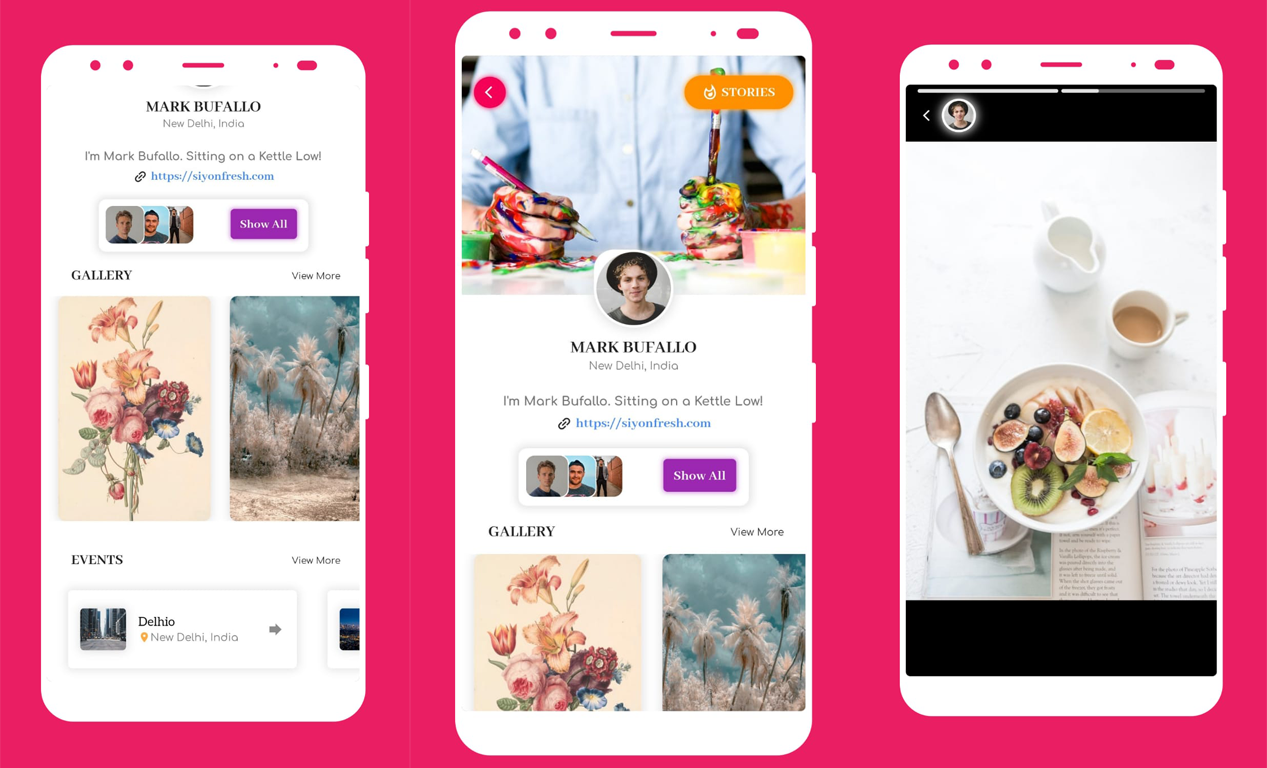 MARK BUFALLO
New Delhi, India
I'm Mark Bufallo. Sitting on a Kettle Low!
https://siyonfresh.com
Show All
GALLERY
View More
EVENTS
View More
Delhio
New Delhi, India
STORIES
MARK BUFALLO
New Delhi, India
I'm Mark Bufallo. Sitting on a Kettle Low!
https://siyonfresh.com
Show All
GALLERY
View More